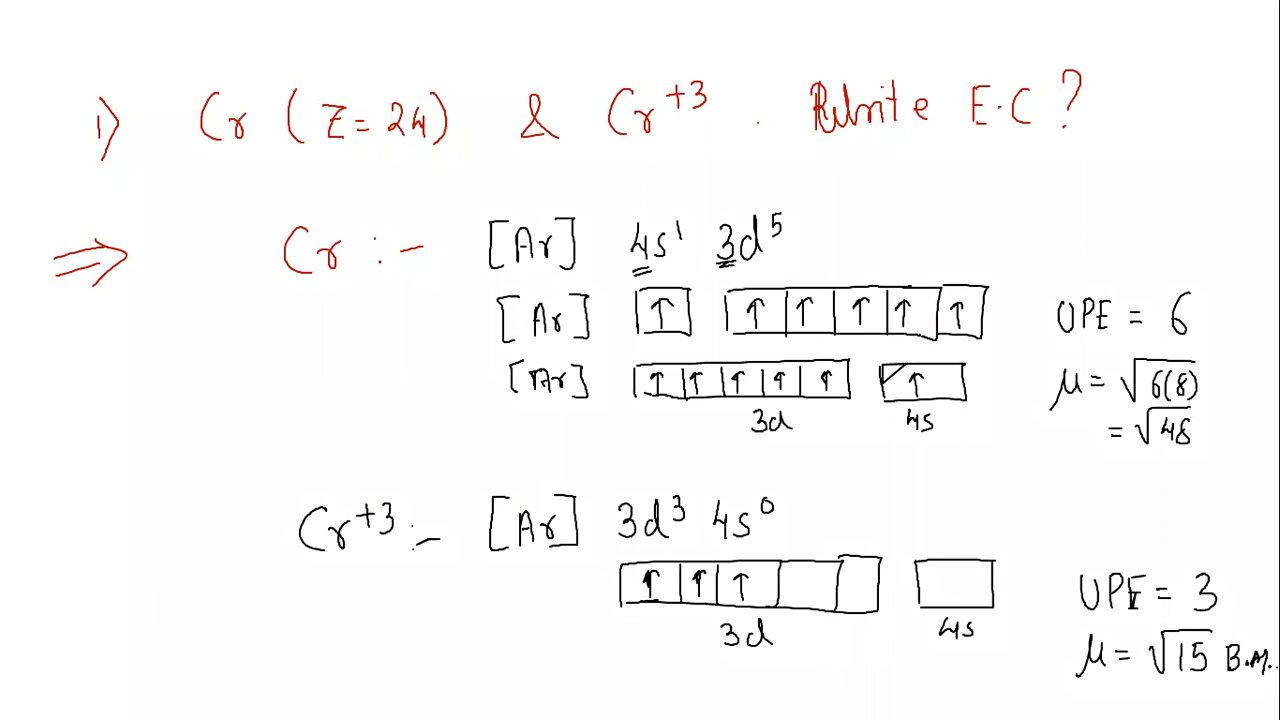 1) Cr ( Z = 24 ) & Cr⁺³. Rewrite E.C ?
⇒ Cr :- [Ar] 4s¹ 3d⁵
[Ar] ↑ ↑ ↑ ↑ ↑ ↑ UPE = 6
[Ar] ↑ ↑ ↑ ↑ ↑ ↑ μ = √6(8)
3d 4s = √48
Cr⁺³ :- [Ar] 3d³ 4s⁰
↑ ↑ ↑ UPE = 3
3d 4s
μ = √15 B.M.